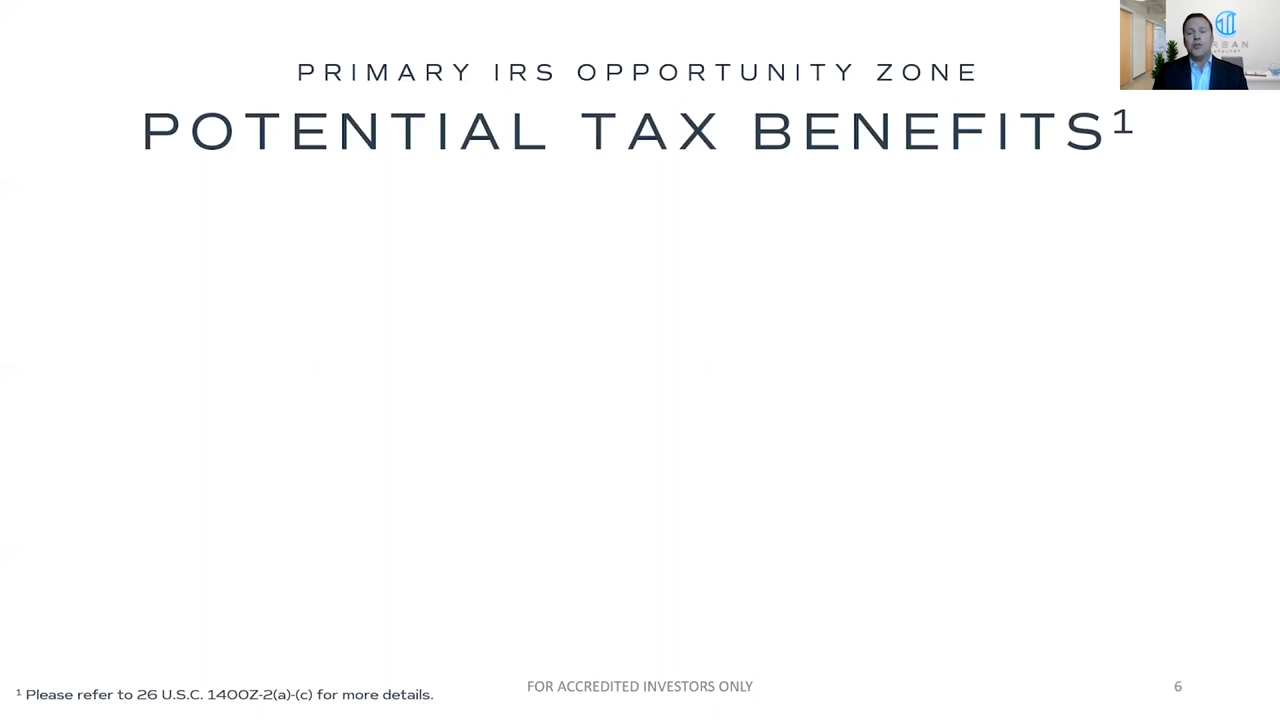 PRIMARY IRS OPPORTUNITY ZONE
POTENTIAL TAX BENEFITS¹
¹ Please refer to 26 U.S.C. 1400Z-2(a)-(c) for more details.
FOR ACCREDITED INVESTORS ONLY
6